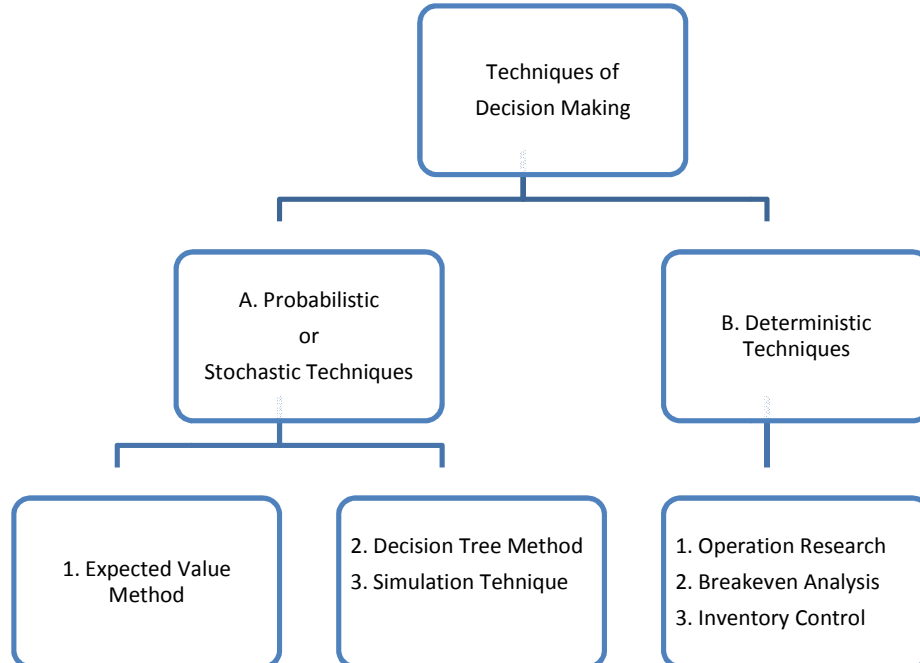 Techniques of
Decision Making
A. Probabilistic
or
Stochastic Techniques
B. Deterministic
Techniques
1. Expected Value
Method
2. Decision Tree Method
3. Simulation Tehnique
1. Operation Research
2. Breakeven Analysis
3. Inventory Control